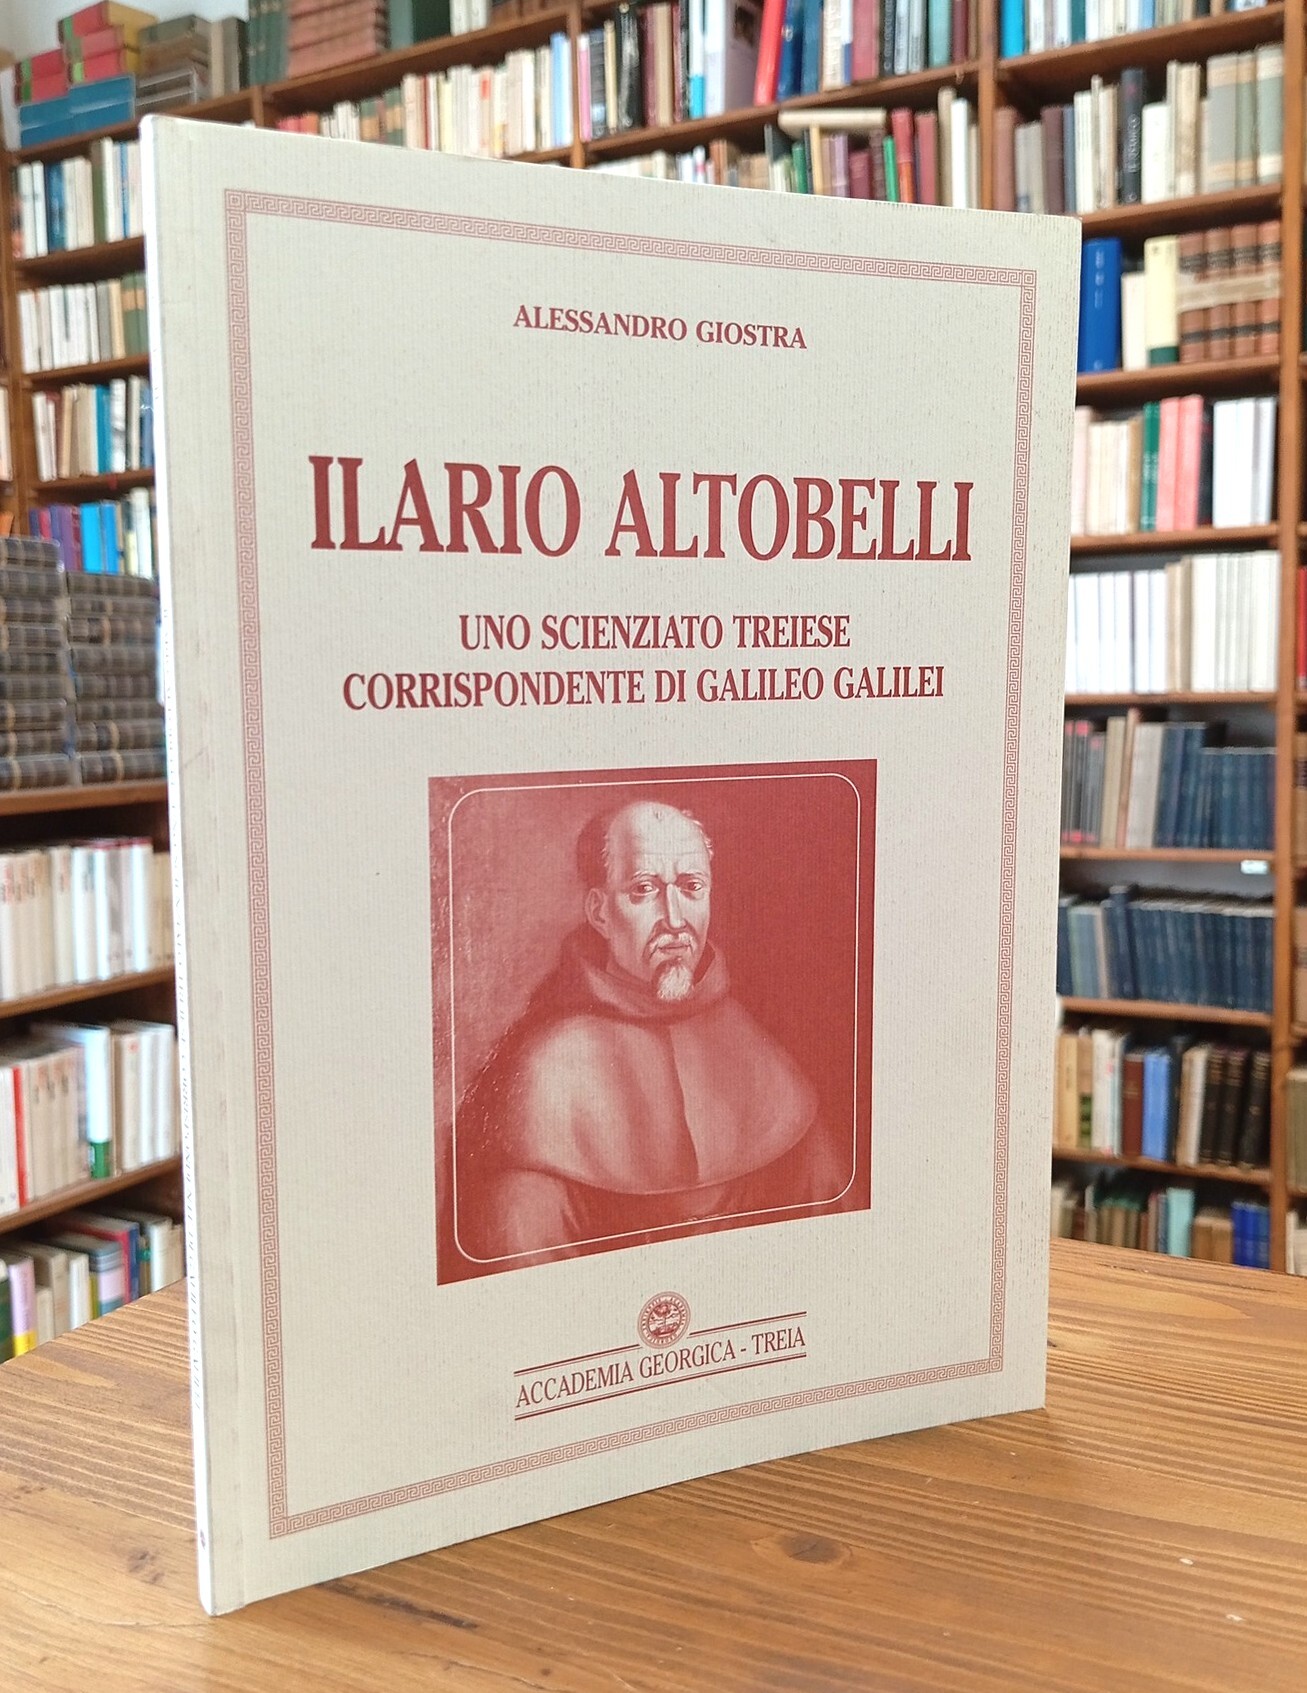 ALESSANDRO GIOSTRA
ILARIO ALTOBELLI
UNO SCIENZIATO TREIESE
CORRISPONDENTE DI GALILEO GALILEI
ACCADEMIA GEORGICA - TREIA